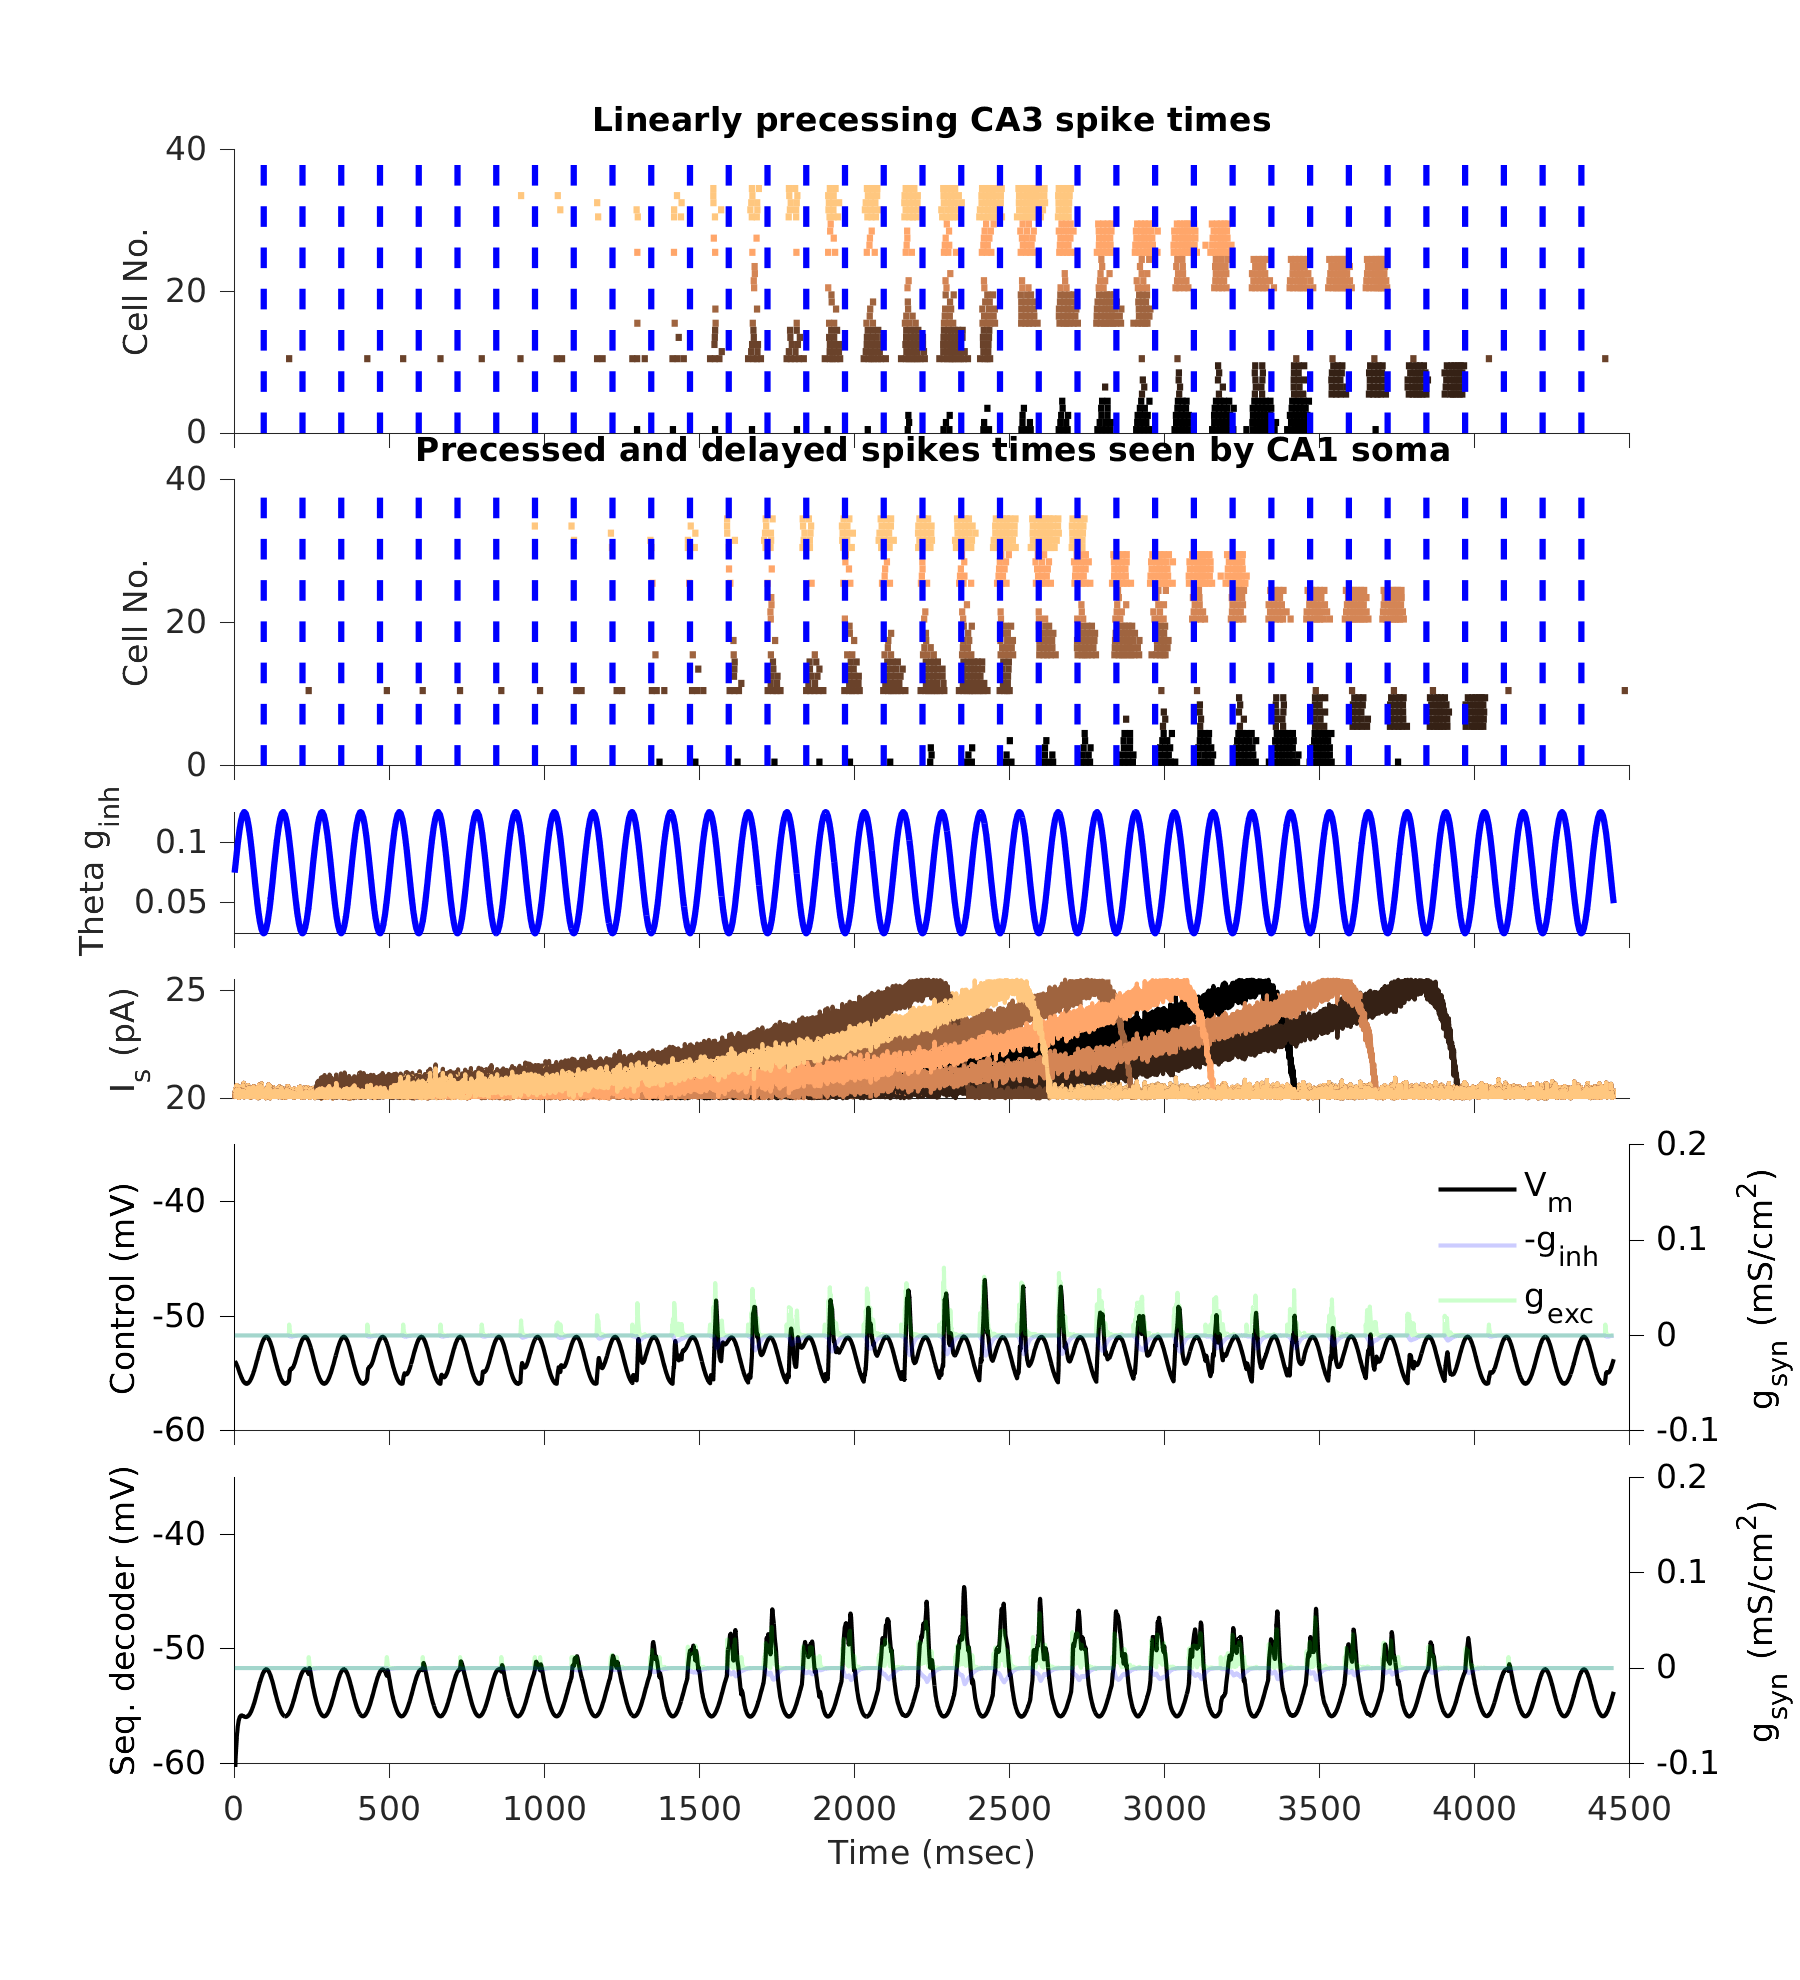 Linearly precessing CA3 spike times
40
20
0
Cell No.
Precessed and delayed spikes times seen by CA1 soma
40
20
0
Cell No.
0.1
0.05
Theta g_inh
25
20
I_s (pA)
-40
-50
-60
Control (mV)
V_m
-g_inh
g_exc
0.2
0.1
0
-0.1
g_syn (mS/cm^2)
-40
-50
-60
Seq. decoder (mV)
0.2
0.1
0
-0.1
g_syn (mS/cm^2)
0 500 1000 1500 2000 2500 3000 3500 4000 4500
Time (msec)